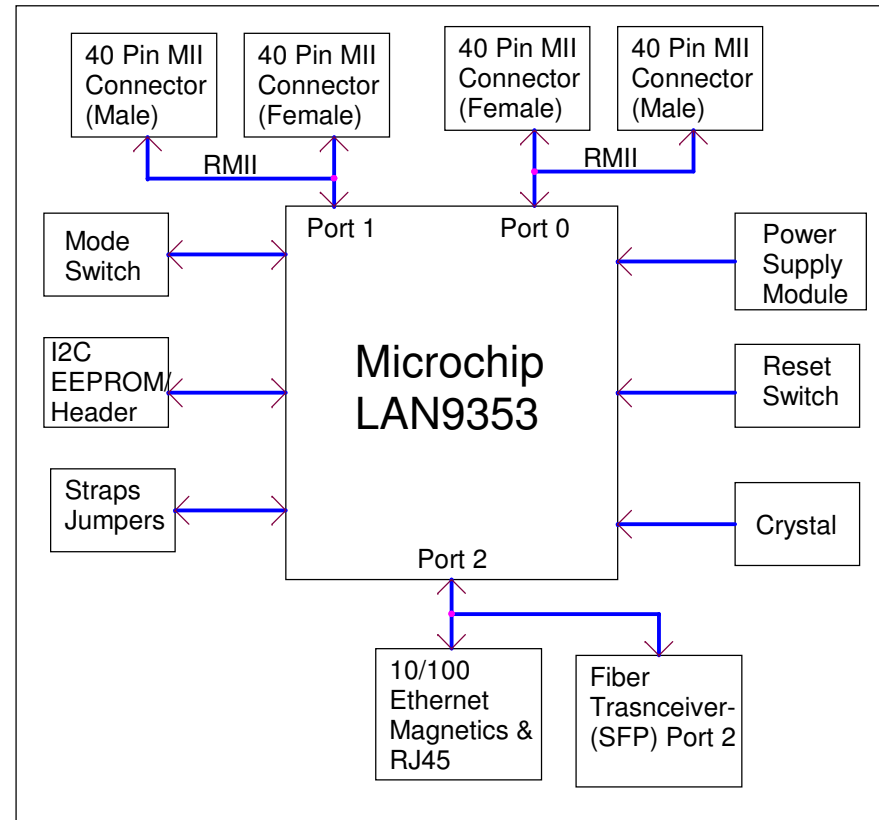 40 Pin MII
Connector
(Male)
40 Pin MII
Connector
(Female)
40 Pin MII
Connector
(Female)
40 Pin MII
Connector
(Male)
RMII
RMII
Port 1
Port 0
Mode
Switch
Power
Supply
Module
I2C
EEPROM/
Header
Microchip
LAN9353
Reset
Switch
Straps
Jumpers
Crystal
Port 2
10/100
Ethernet
Magnetics &
RJ45
Fiber
Trasnceiver-
(SFP) Port 2